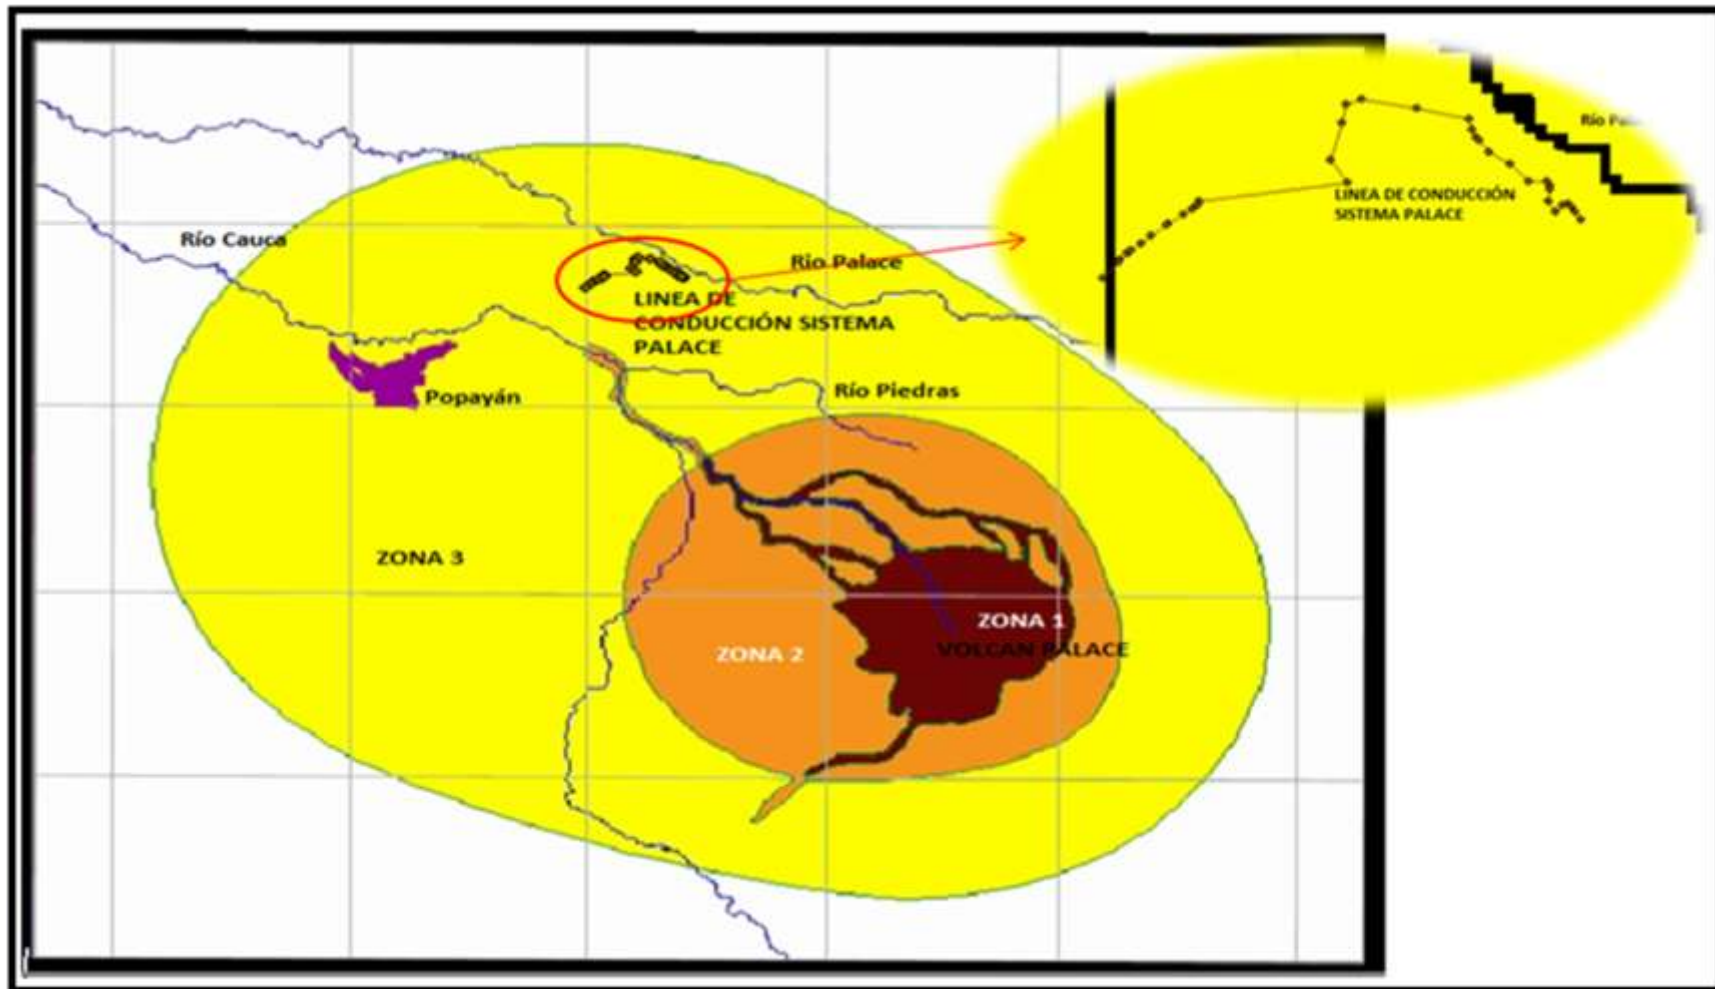 Río
LINEA DE CONDUCCIÓN
SISTEMA PALACE
Río Cauca
Rio Palace
LINEA DE
CONDUCCIÓN SISTEMA
PALACE
Río Piedras
Popayán
ZONA 3
ZONA 1
VOLCAN PALACE
ZONA 2